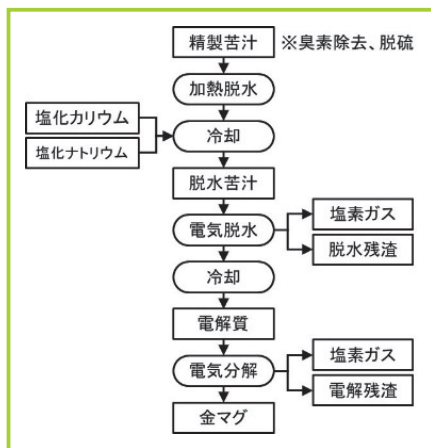 精製苦汁 ※臭素除去、脱硫
加熱脱水
塩化カリウム
冷却
塩化ナトリウム
脱水苦汁
塩素ガス
電気脱水
脱水残渣
冷却
電解質
塩素ガス
電気分解
電解残渣
金マグ